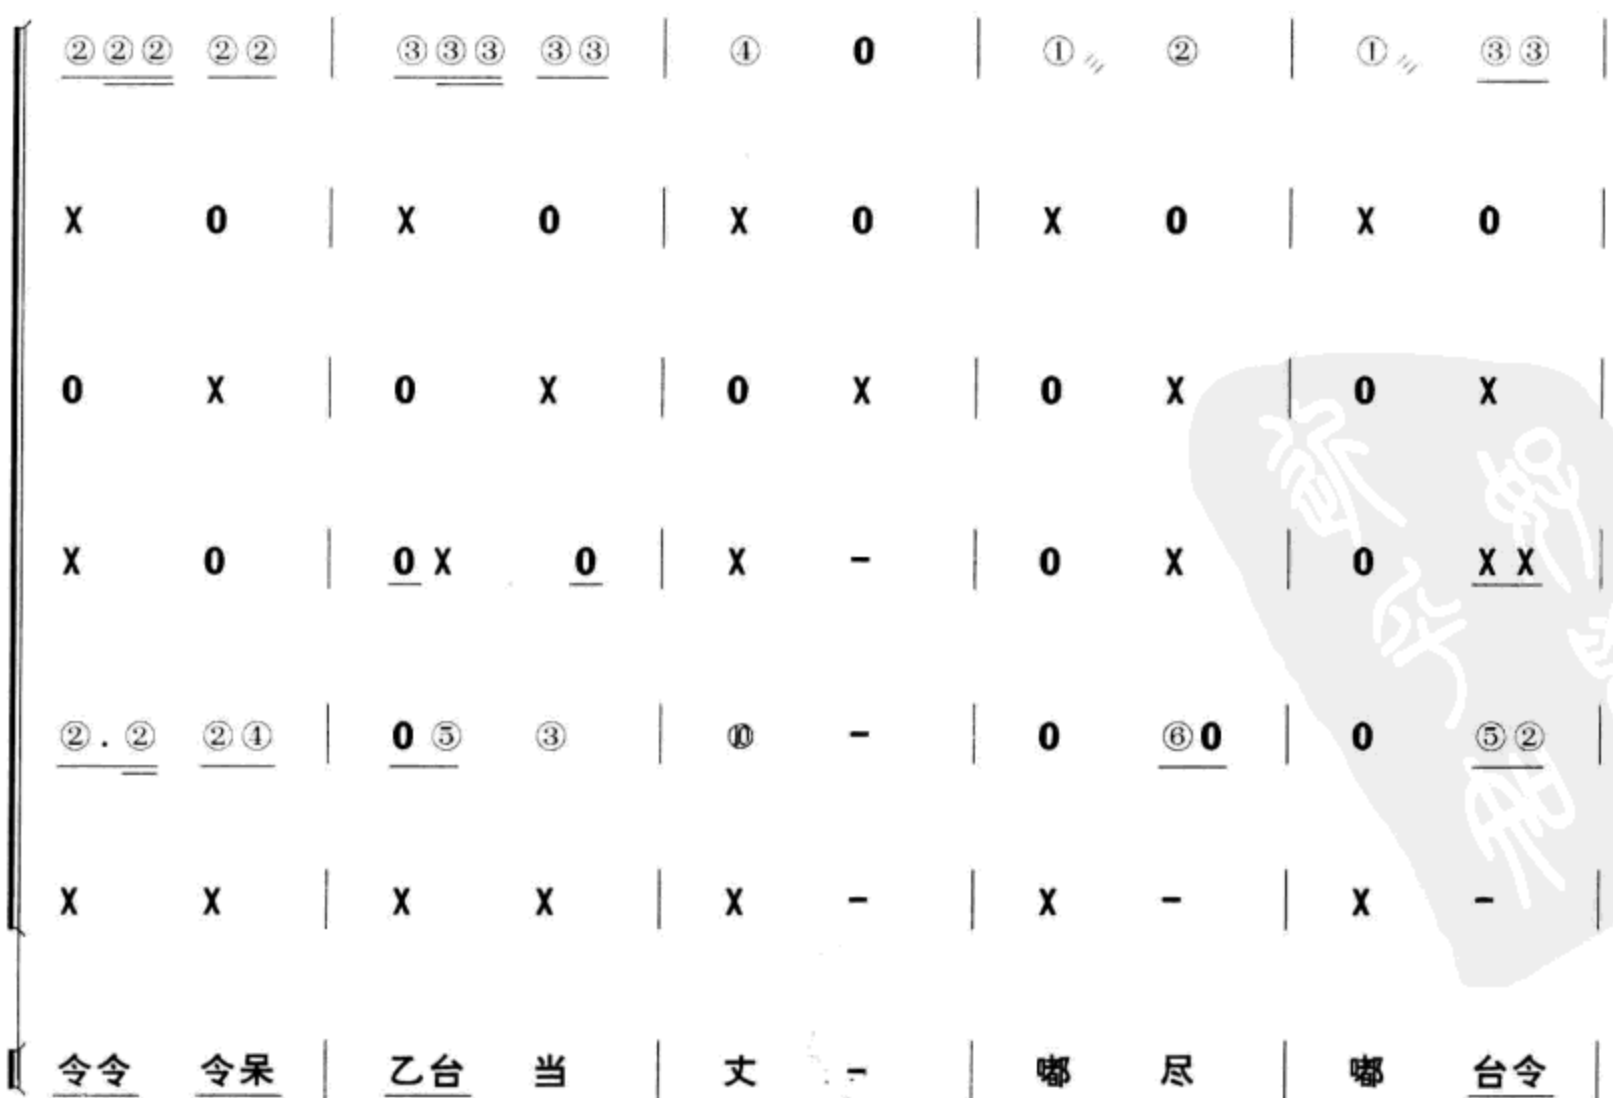 ②②② ②② | ③③③ ③③ | ④ 0 | ① ② | ① ③③ |
X 0 | X 0 | X 0 | X 0 | X 0 |
0 X | 0 X | 0 X | 0 X | 0 X |
X 0 | 0 X 0 | X - | 0 X | 0 X X |
②. ② ②④ | 0⑤ ③ | ⑩ - | 0 ⑥0 | 0 ⑤② |
X X | X X | X - | X - | X - |
令令 令呆 | 乙台 当 | 丈 - | 嘟 尽 | 嘟 台令 |